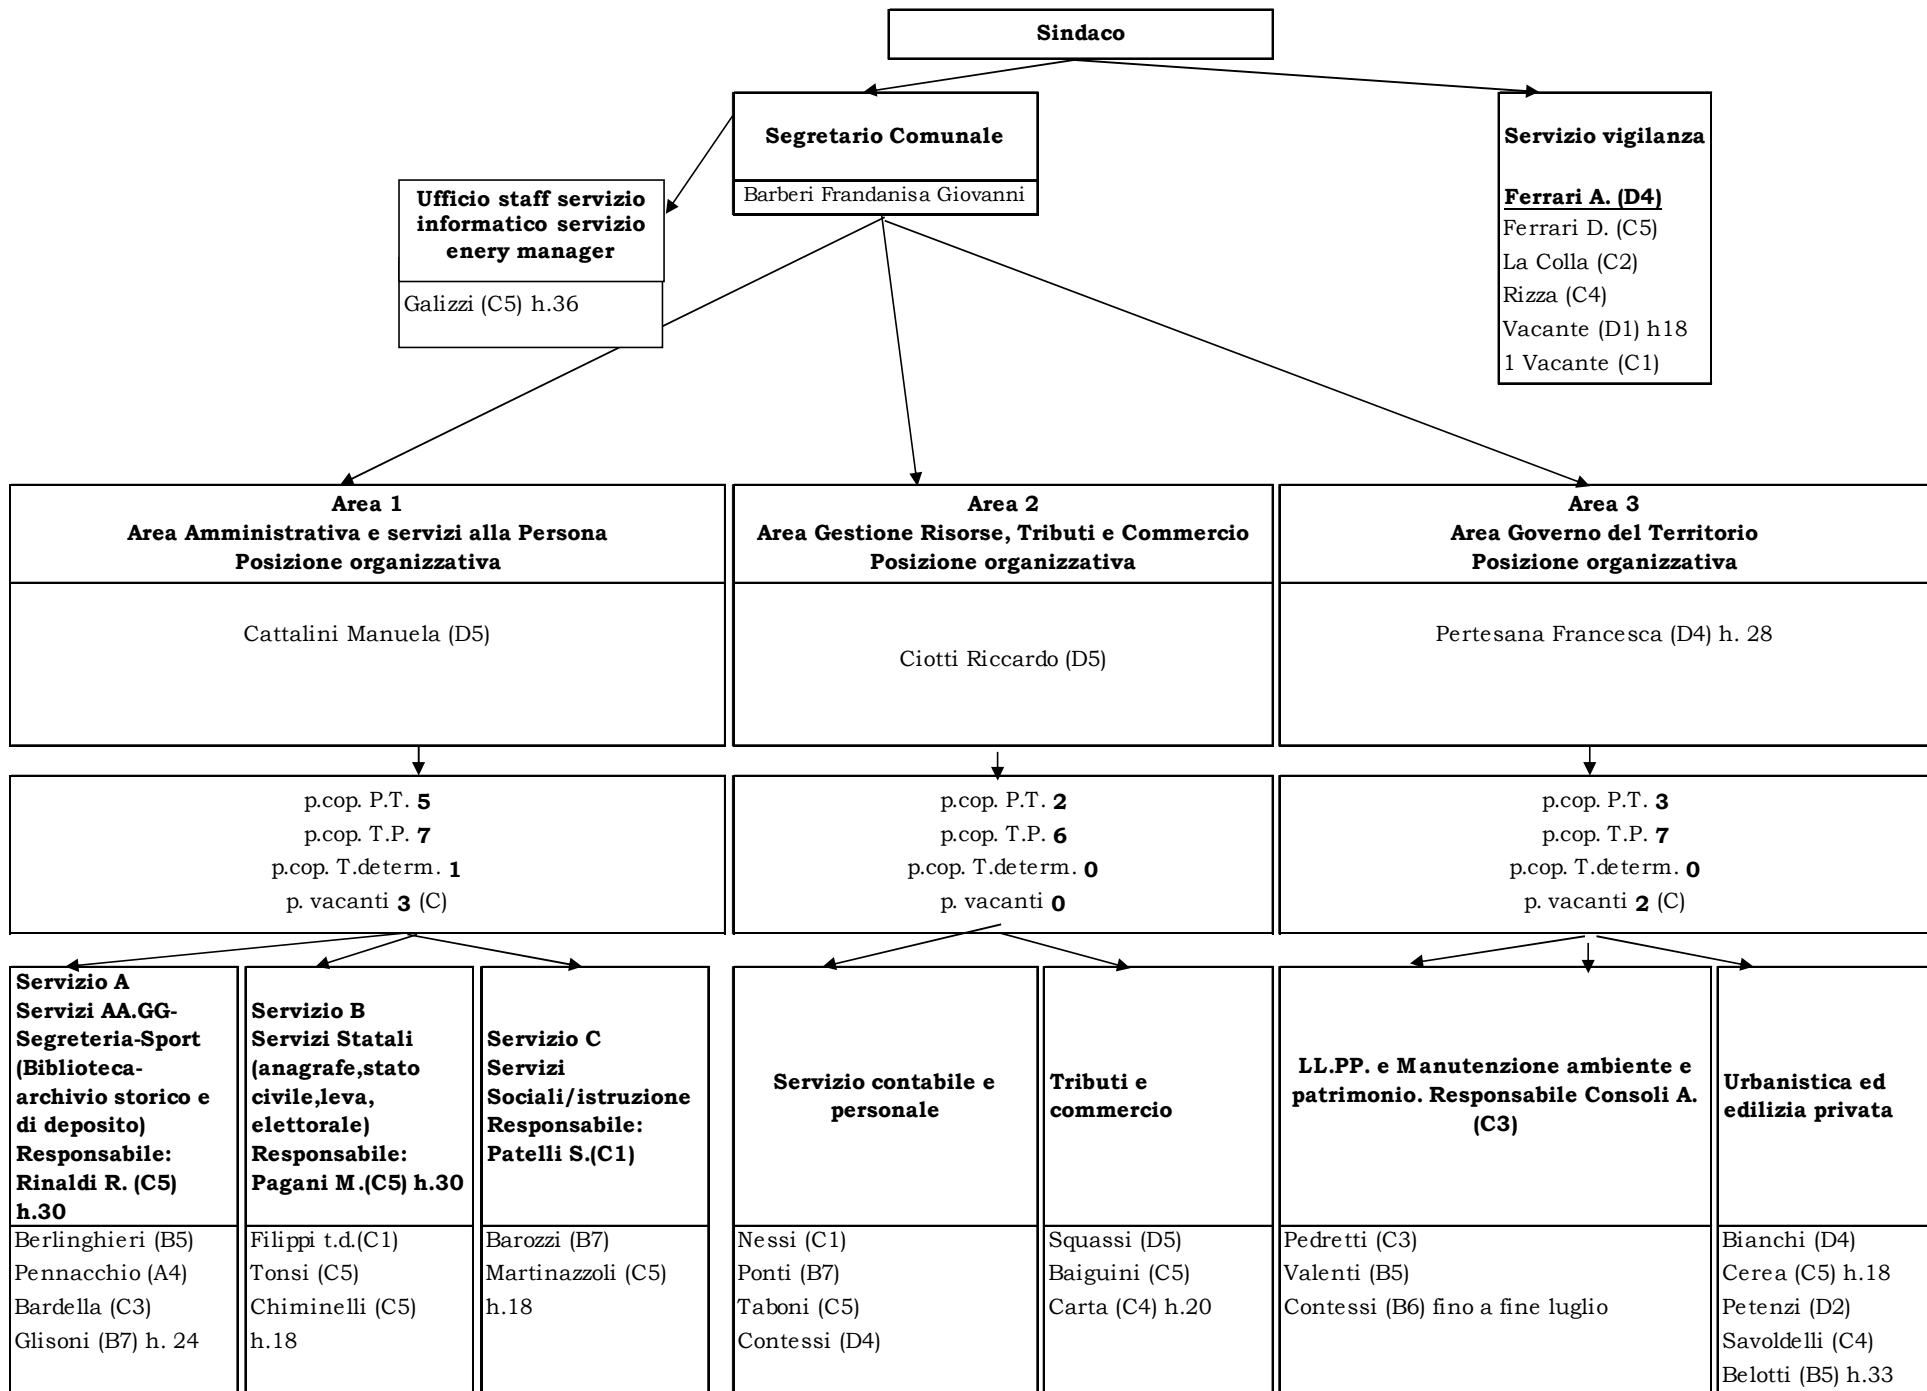 Sindaco
Segretario Comunale
Barberi Frandanisa Giovanni
Servizio vigilanza
Ferrari A. (D4)
Ferrari D. (C5)
La Colla (C2)
Rizza (C4)
Vacante (D1) h18
1 Vacante (C1)
Ufficio staff servizio
informatico servizio
enery manager
Galizzi (C5) h.36
Area 1
Area Amministrativa e servizi alla Persona
Posizione organizzativa
Cattalini Manuela (D5)
Area 2
Area Gestione Risorse, Tributi e Commercio
Posizione organizzativa
Ciotti Riccardo (D5)
Area 3
Area Governo del Territorio
Posizione organizzativa
Pertesana Francesca (D4) h. 28
p.cop. P.T. 5
p.cop. T.P. 7
p.cop. T.determ. 1
p. vacanti 3 (C)
p.cop. P.T. 2
p.cop. T.P. 6
p.cop. T.determ. 0
p. vacanti 0
p.cop. P.T. 3
p.cop. T.P. 7
p.cop. T.determ. 0
p. vacanti 2 (C)
Servizio A
Servizi AA.GG-
Segreteria-Sport
(Biblioteca-
archivio storico e
di deposito)
Responsabile:
Rinaldi R. (C5)
h.30
Berlinghieri (B5)
Pennacchio (A4)
Bardella (C3)
Glisoni (B7) h. 24
Servizio B
Servizi Statali
(anagrafe,stato
civile,leva,
elettorale)
Responsabile:
Pagani M.(C5) h.30
Filippi t.d.(C1)
Tonsi (C5)
Chiminelli (C5)
h.18
Servizio C
Servizi
Sociali/istruzione
Responsabile:
Patelli S.(C1)
Barozzi (B7)
Martinazzoli (C5)
h.18
Servizio contabile e
personale
Nessi (C1)
Ponti (B7)
Taboni (C5)
Contessi (D4)
Tributi e
commercio
Squassi (D5)
Baiguini (C5)
Carta (C4) h.20
LL.PP. e Manutenzione ambiente e
patrimonio. Responsabile Consoli A.
(C3)
Pedretti (C3)
Valenti (B5)
Contessi (B6) fino a fine luglio
Urbanistica ed
edilizia privata
Bianchi (D4)
Cerea (C5) h.18
Petenzi (D2)
Savoldelli (C4)
Belotti (B5) h.33